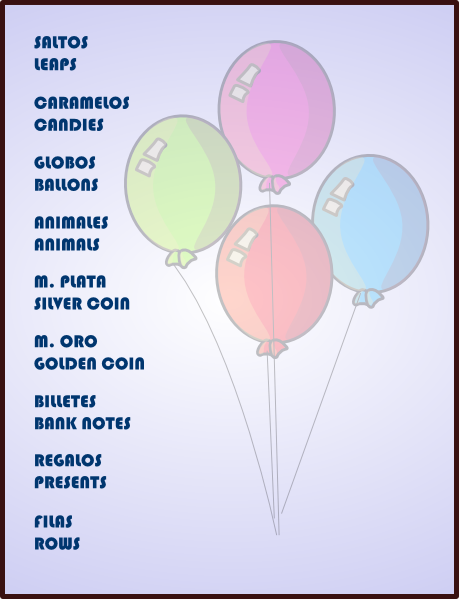 SALTOS
LEAPS
CARAMELOS
CANDIES
GLOBOS
BALLONS
ANIMALES
ANIMALS
M. PLATA
SILVER COIN
M. ORO
GOLDEN COIN
BILLETES
BANK NOTES
REGALOS
PRESENTS
FILAS
ROWS